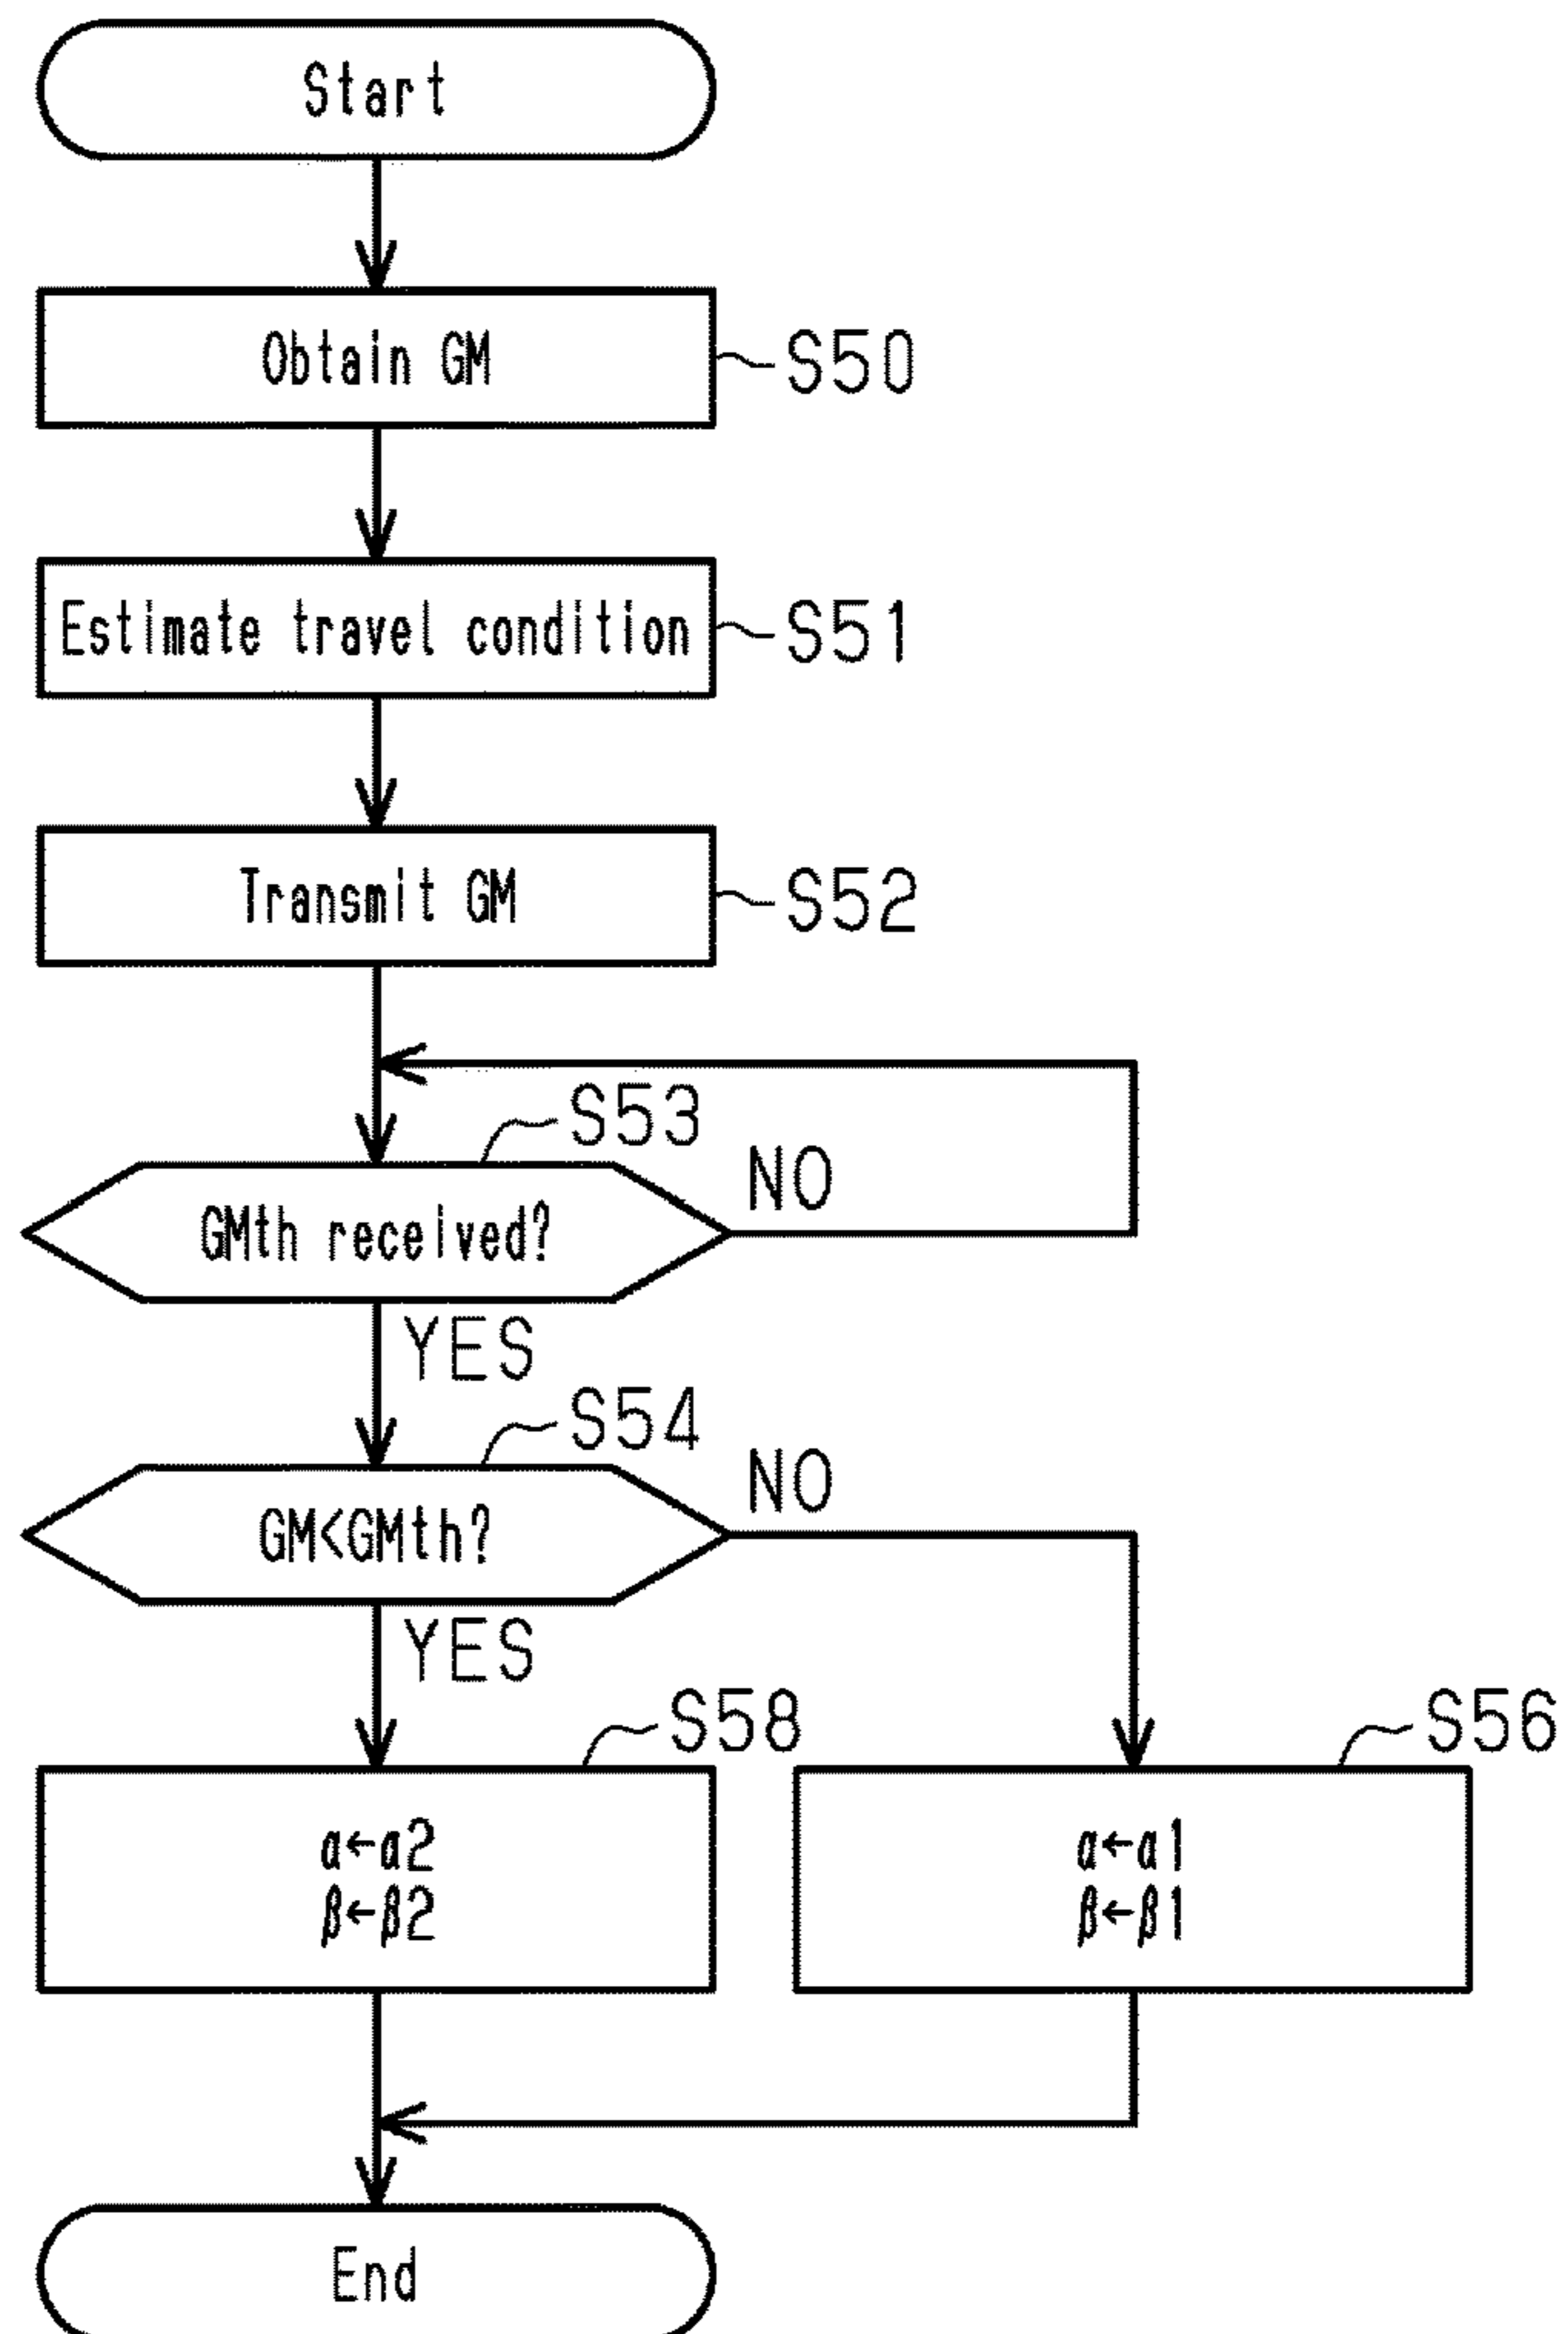 Start
Obtain GM
S50
Estimate travel condition
S51
Transmit GM
S52
S53
GMth received?
NO
YES
S54
GM<GMth?
NO
YES
S58
α←α2
β←β2
S56
α←α1
β←β1
End